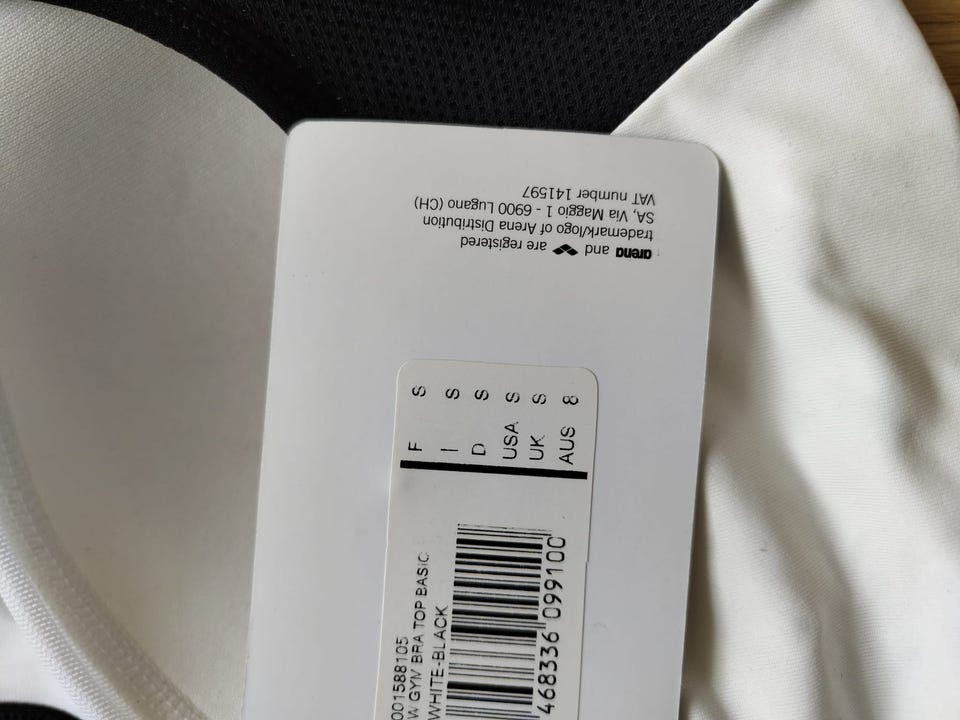 arena and are registered
trademark/logo of Arena Distribution
SA, Via Maggio 1 - 6900 Lugano (CH)
VAT number 141597
F S
I S
D S
USA S
UK S
AUS 8
001588105
W GYM BRA TOP BASIC
WHITE-BLACK
468336 099100